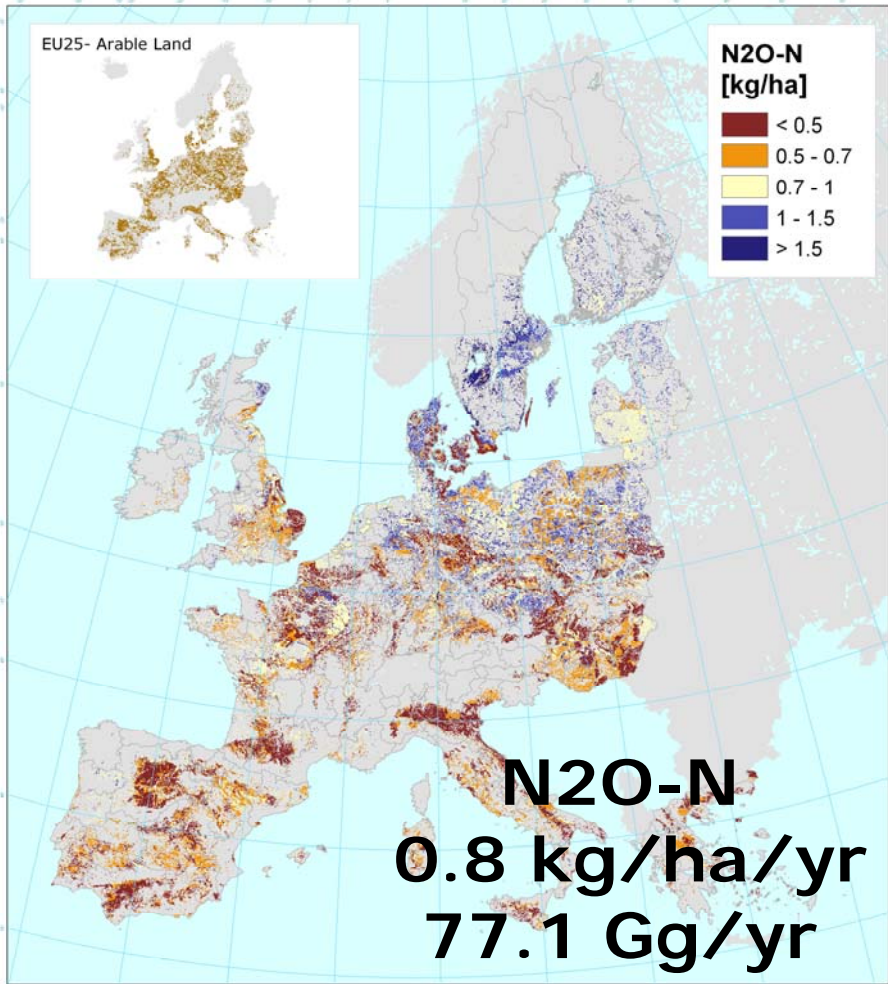 EU25- Arable Land
N2O-N
[kg/ha]
< 0.5
0.5 - 0.7
0.7 - 1
1 - 1.5
> 1.5
N2O-N
0.8 kg/ha/yr
77.1 Gg/yr